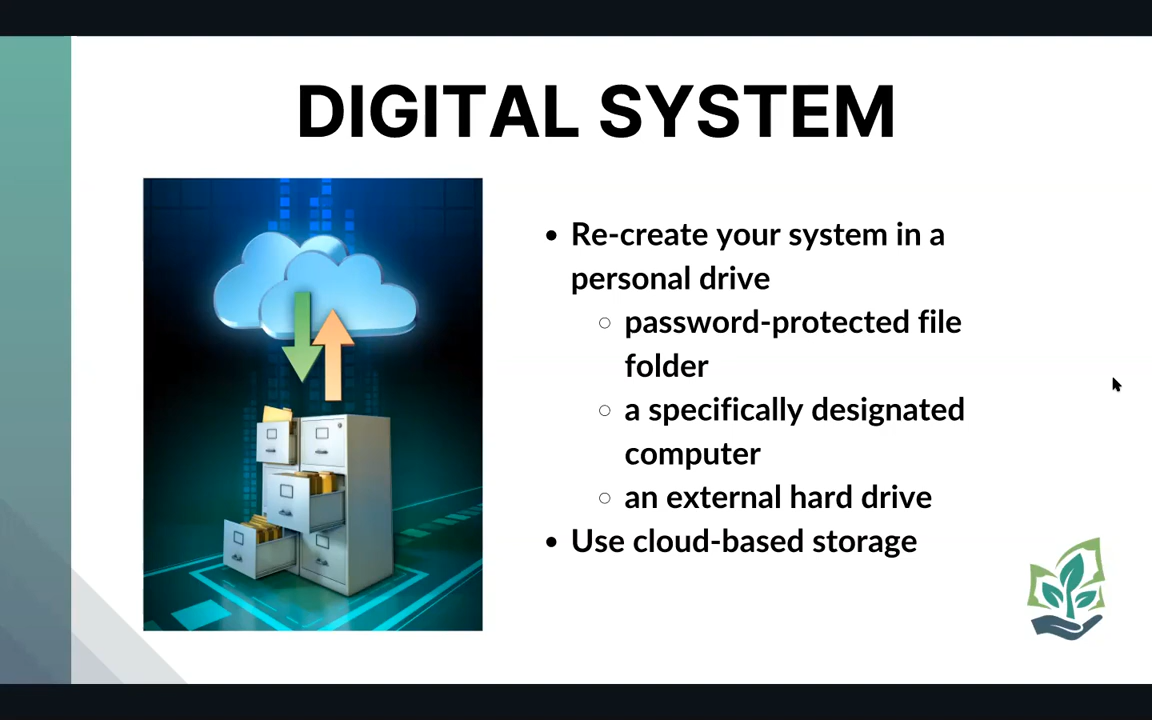 DIGITAL SYSTEM
• Re-create your system in a
personal drive
○ password-protected file
folder
○ a specifically designated
computer
○ an external hard drive
• Use cloud-based storage